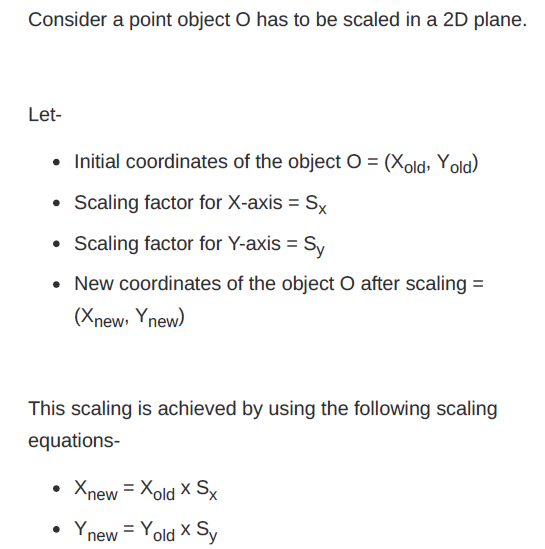 Consider a point object O has to be scaled in a 2D plane.
Let-
• Initial coordinates of the object O = (Xold, Yold)
• Scaling factor for X-axis = Sx
• Scaling factor for Y-axis = Sy
• New coordinates of the object O after scaling =
(Xnew, Ynew)
This scaling is achieved by using the following scaling
equations-
• Xnew = Xold x Sx
• Ynew = Yold x Sy